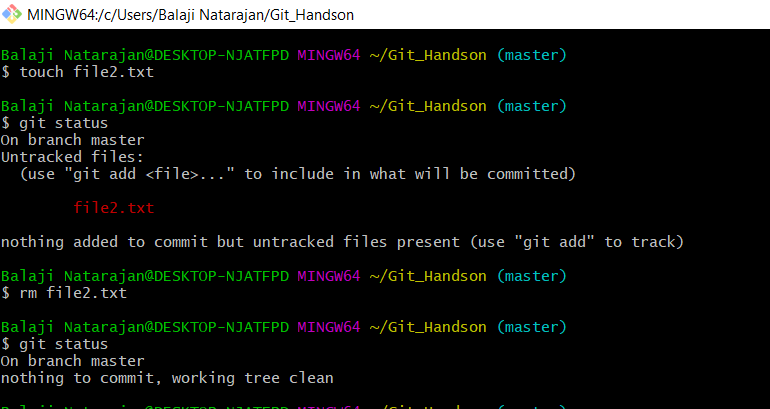 MINGW64:/c/Users/Balaji Natarajan/Git_Handson
Balaji Natarajan@DESKTOP-NJATFPD MINGW64 ~/Git_Handson (master)
$ touch file2.txt
Balaji Natarajan@DESKTOP-NJATFPD MINGW64 ~/Git_Handson (master)
$ git status
On branch master
Untracked files:
  (use "git add <file>..." to include in what will be committed)
        file2.txt
nothing added to commit but untracked files present (use "git add" to track)
Balaji Natarajan@DESKTOP-NJATFPD MINGW64 ~/Git_Handson (master)
$ rm file2.txt
Balaji Natarajan@DESKTOP-NJATFPD MINGW64 ~/Git_Handson (master)
$ git status
On branch master
nothing to commit, working tree clean